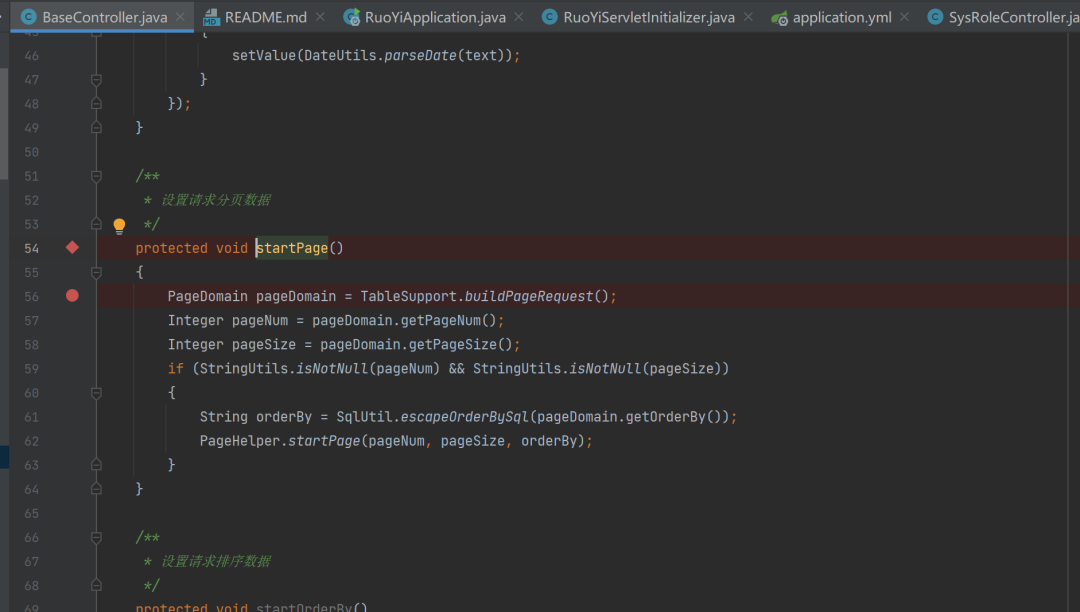 BaseController.java README.md RuoYiApplication.java RuoYiServletInitializer.java application.yml SysRoleController.ja
45 {
46 setValue(DateUtils.parseDate(text));
47 }
48 });
49 }
50
51 /**
52 * 设置请求分页数据
53 */
54 protected void startPage()
55 {
56 PageDomain pageDomain = TableSupport.buildPageRequest();
57 Integer pageNum = pageDomain.getPageNum();
58 Integer pageSize = pageDomain.getPageSize();
59 if (StringUtils.isNotNull(pageNum) && StringUtils.isNotNull(pageSize))
60 {
61 String orderBy = SqlUtil.escapeOrderBySql(pageDomain.getOrderBy());
62 PageHelper.startPage(pageNum, pageSize, orderBy);
63 }
64 }
65
66 /**
67 * 设置请求排序数据
68 */
69 protected void startOrderBy()